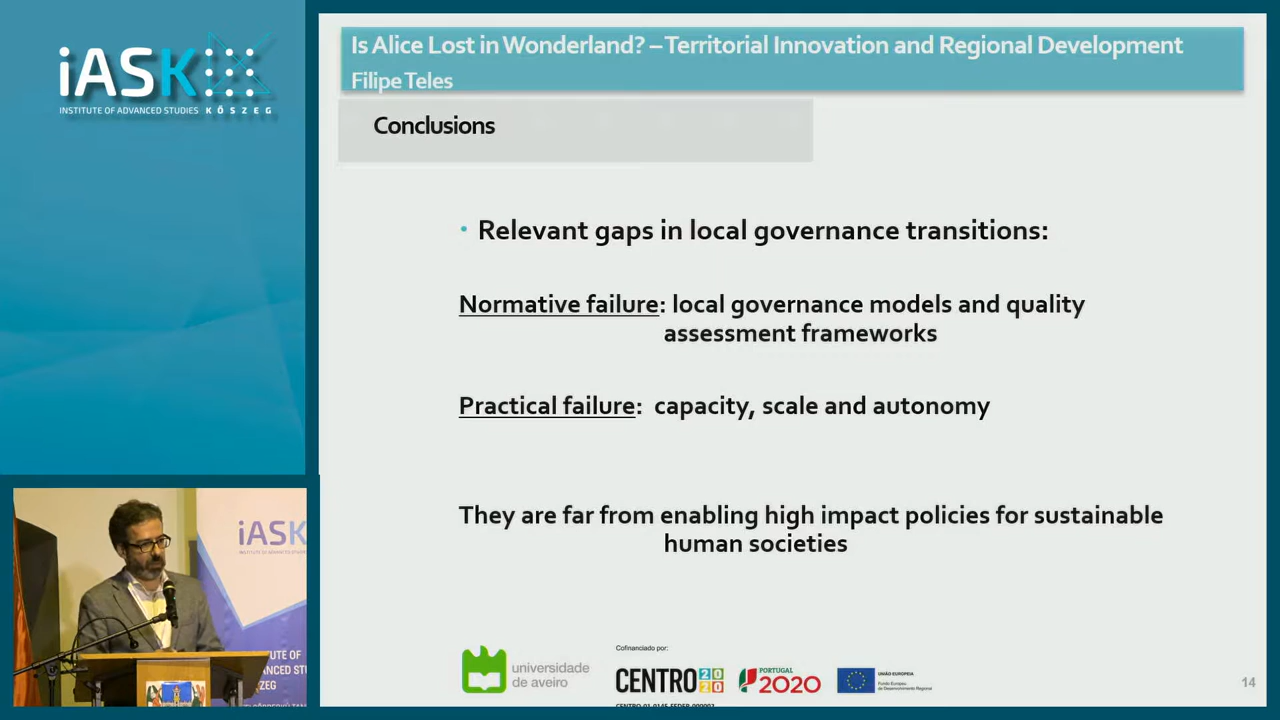 iASK
INSTITUTE OF ADVANCED STUDIES KŐSZEG
Is Alice Lost in Wonderland? – Territorial Innovation and Regional Development
Filipe Teles
Conclusions
• Relevant gaps in local governance transitions:
Normative failure: local governance models and quality
assessment frameworks
Practical failure: capacity, scale and autonomy
They are far from enabling high impact policies for sustainable
human societies
universidade
de aveiro
Cofinanciado por:
CENTRO 2020
PORTUGAL
2020
UNIÃO EUROPEIA
Fundo Europeu
de Desenvolvimento Regional
14
iASK